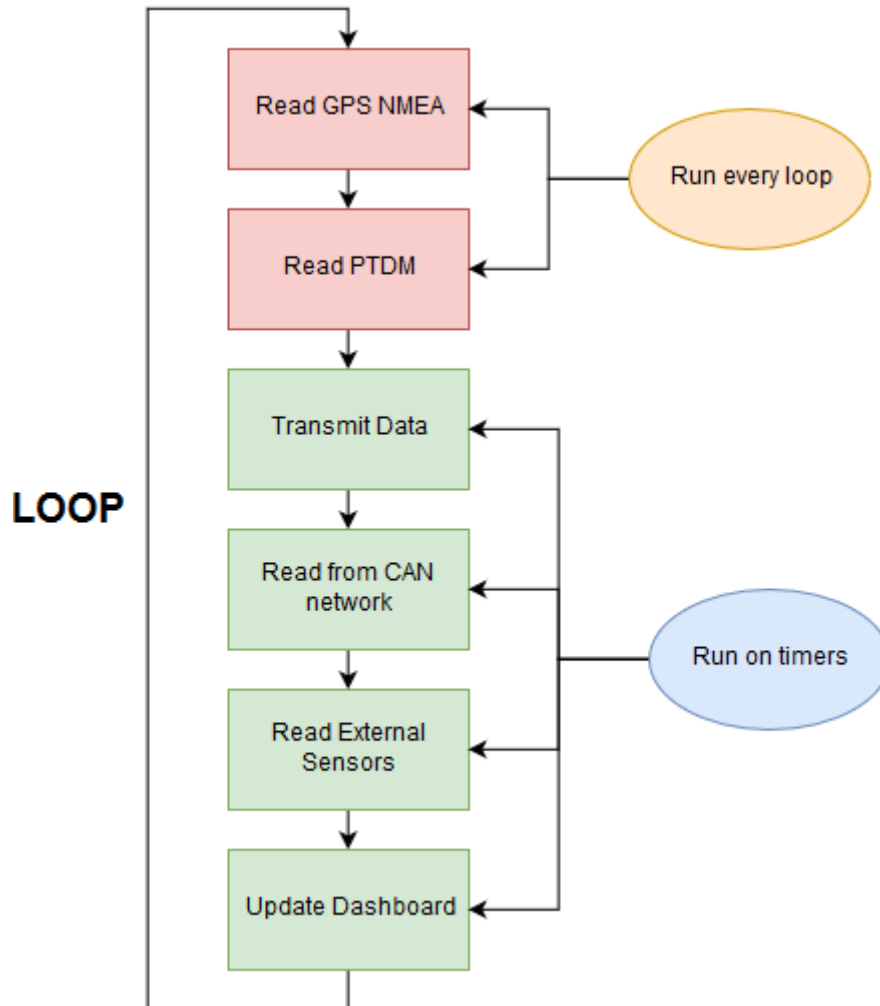 Read GPS NMEA
Run every loop
Read PTDM
Transmit Data
LOOP
Read from CAN
network
Run on timers
Read External
Sensors
Update Dashboard